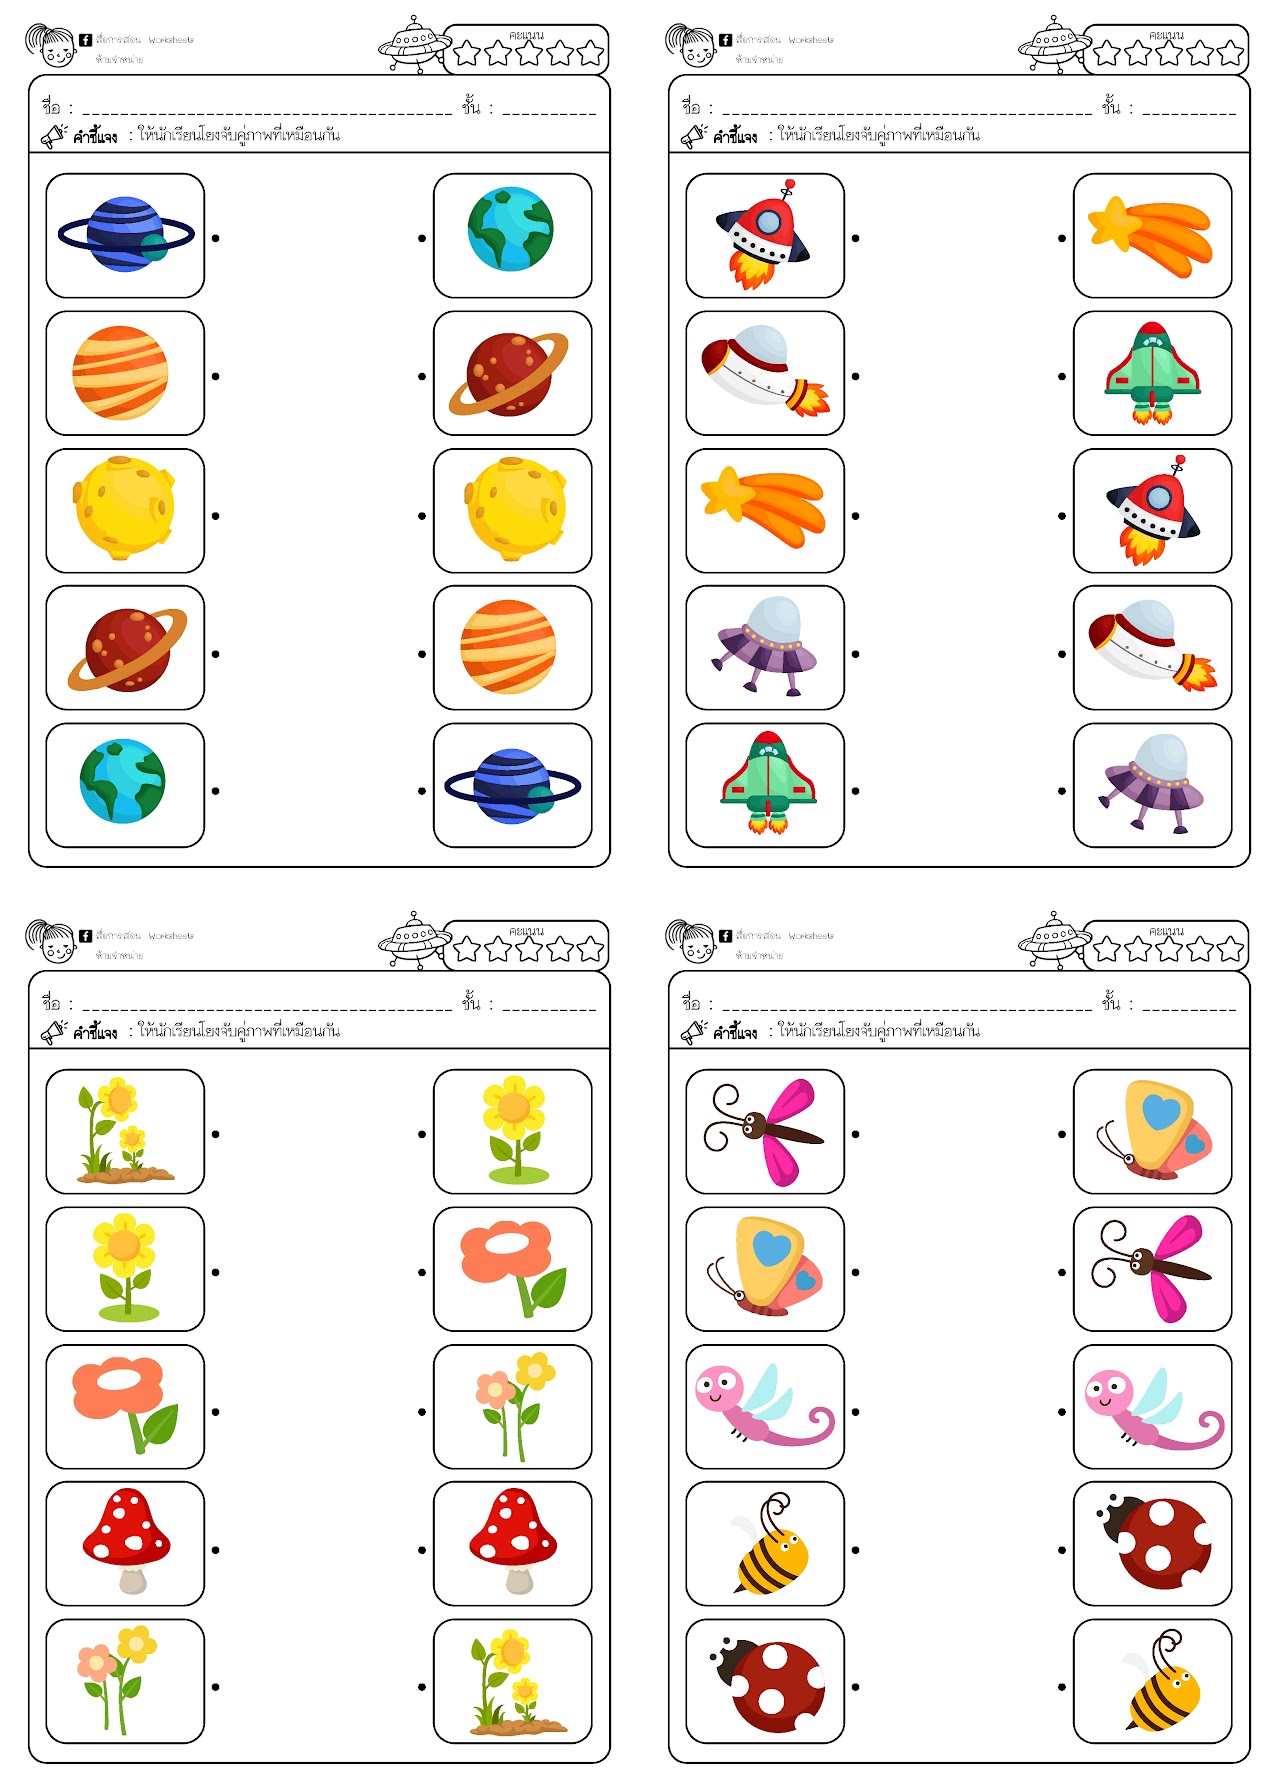 สื่อการสอน Worksheets
ห้ามจำหน่าย
คะแนน
ชื่อ : ชั้น :
คำชี้แจง : ให้นักเรียนโยงจับคู่ภาพที่เหมือนกัน
สื่อการสอน Worksheets
ห้ามจำหน่าย
คะแนน
ชื่อ : ชั้น :
คำชี้แจง : ให้นักเรียนโยงจับคู่ภาพที่เหมือนกัน
สื่อการสอน Worksheets
ห้ามจำหน่าย
คะแนน
ชื่อ : ชั้น :
คำชี้แจง : ให้นักเรียนโยงจับคู่ภาพที่เหมือนกัน
สื่อการสอน Worksheets
ห้ามจำหน่าย
คะแนน
ชื่อ : ชั้น :
คำชี้แจง : ให้นักเรียนโยงจับคู่ภาพที่เหมือนกัน